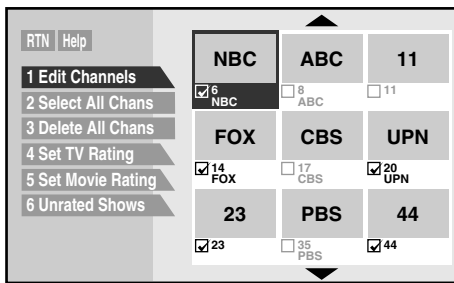 RTN Help
1 Edit Channels
2 Select All Chans
3 Delete All Chans
4 Set TV Rating
5 Set Movie Rating
6 Unrated Shows
NBC ABC 11
6 NBC 8 ABC 11
FOX CBS UPN
14 FOX 17 CBS 20 UPN
23 PBS 44
23 35 PBS 44